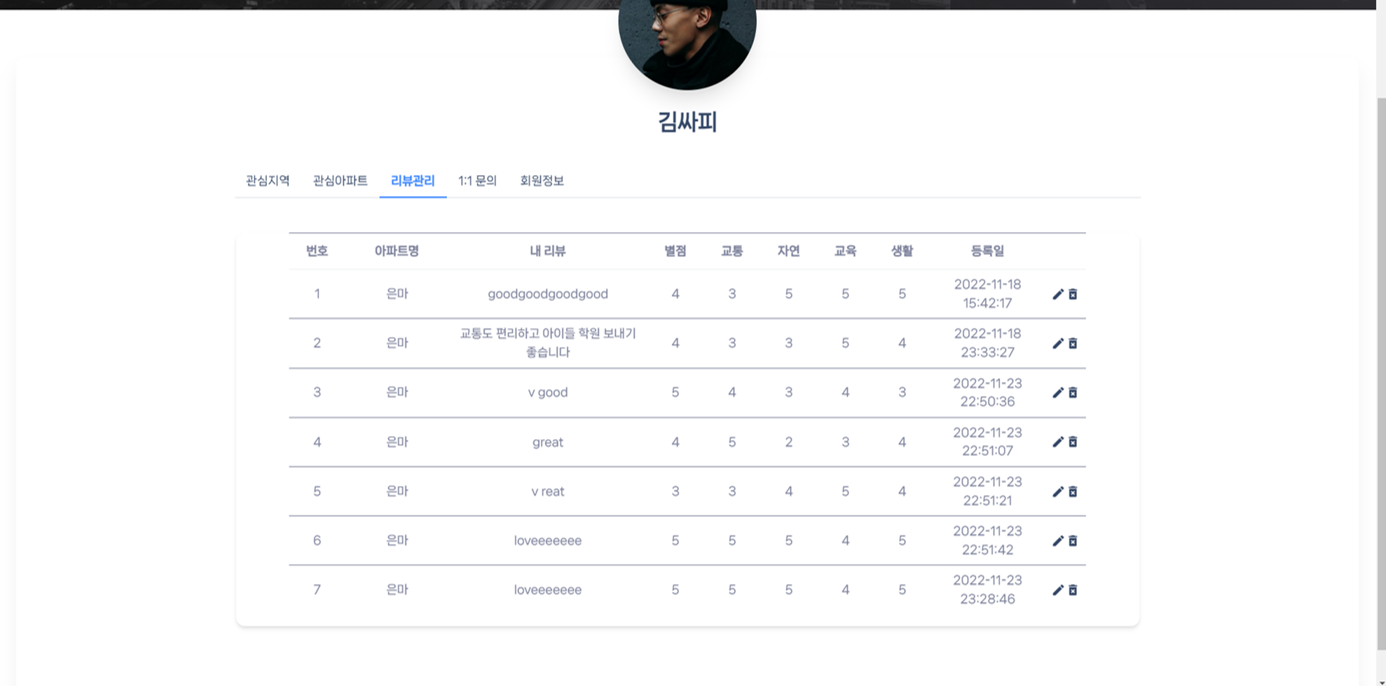 김싸피
관심지역 관심아파트 리뷰관리 1:1 문의 회원정보
번호 아파트명 내 리뷰 별점 교통 자연 교육 생활 등록일
1 은마 goodgoodgoodgood 4 3 5 5 5 2022-11-18
15:42:17
2 은마 교통도 편리하고 아이들 학원 보내기
좋습니다 4 3 3 5 4 2022-11-18
23:33:27
3 은마 v good 5 4 3 4 3 2022-11-23
22:50:36
4 은마 great 4 5 2 3 4 2022-11-23
22:51:07
5 은마 v reat 3 3 4 5 4 2022-11-23
22:51:21
6 은마 loveeeeeee 5 5 5 4 5 2022-11-23
22:51:42
7 은마 loveeeeeee 5 5 5 4 5 2022-11-23
23:28:46